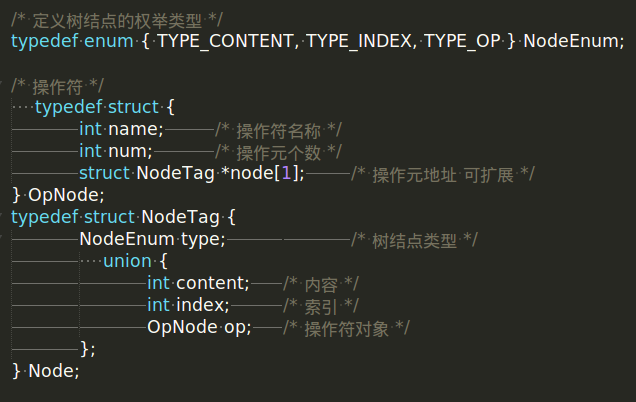 /* 定义树结点的权举类型 */
typedef enum { TYPE_CONTENT, TYPE_INDEX, TYPE_OP } NodeEnum;
/* 操作符 */
typedef struct {
int name; /* 操作符名称 */
int num; /* 操作元个数 */
struct NodeTag *node[1]; /* 操作元地址 可扩展 */
} OpNode;
typedef struct NodeTag {
NodeEnum type; /* 树结点类型 */
union {
int content; /* 内容 */
int index; /* 索引 */
OpNode op; /* 操作符对象 */
};
} Node;